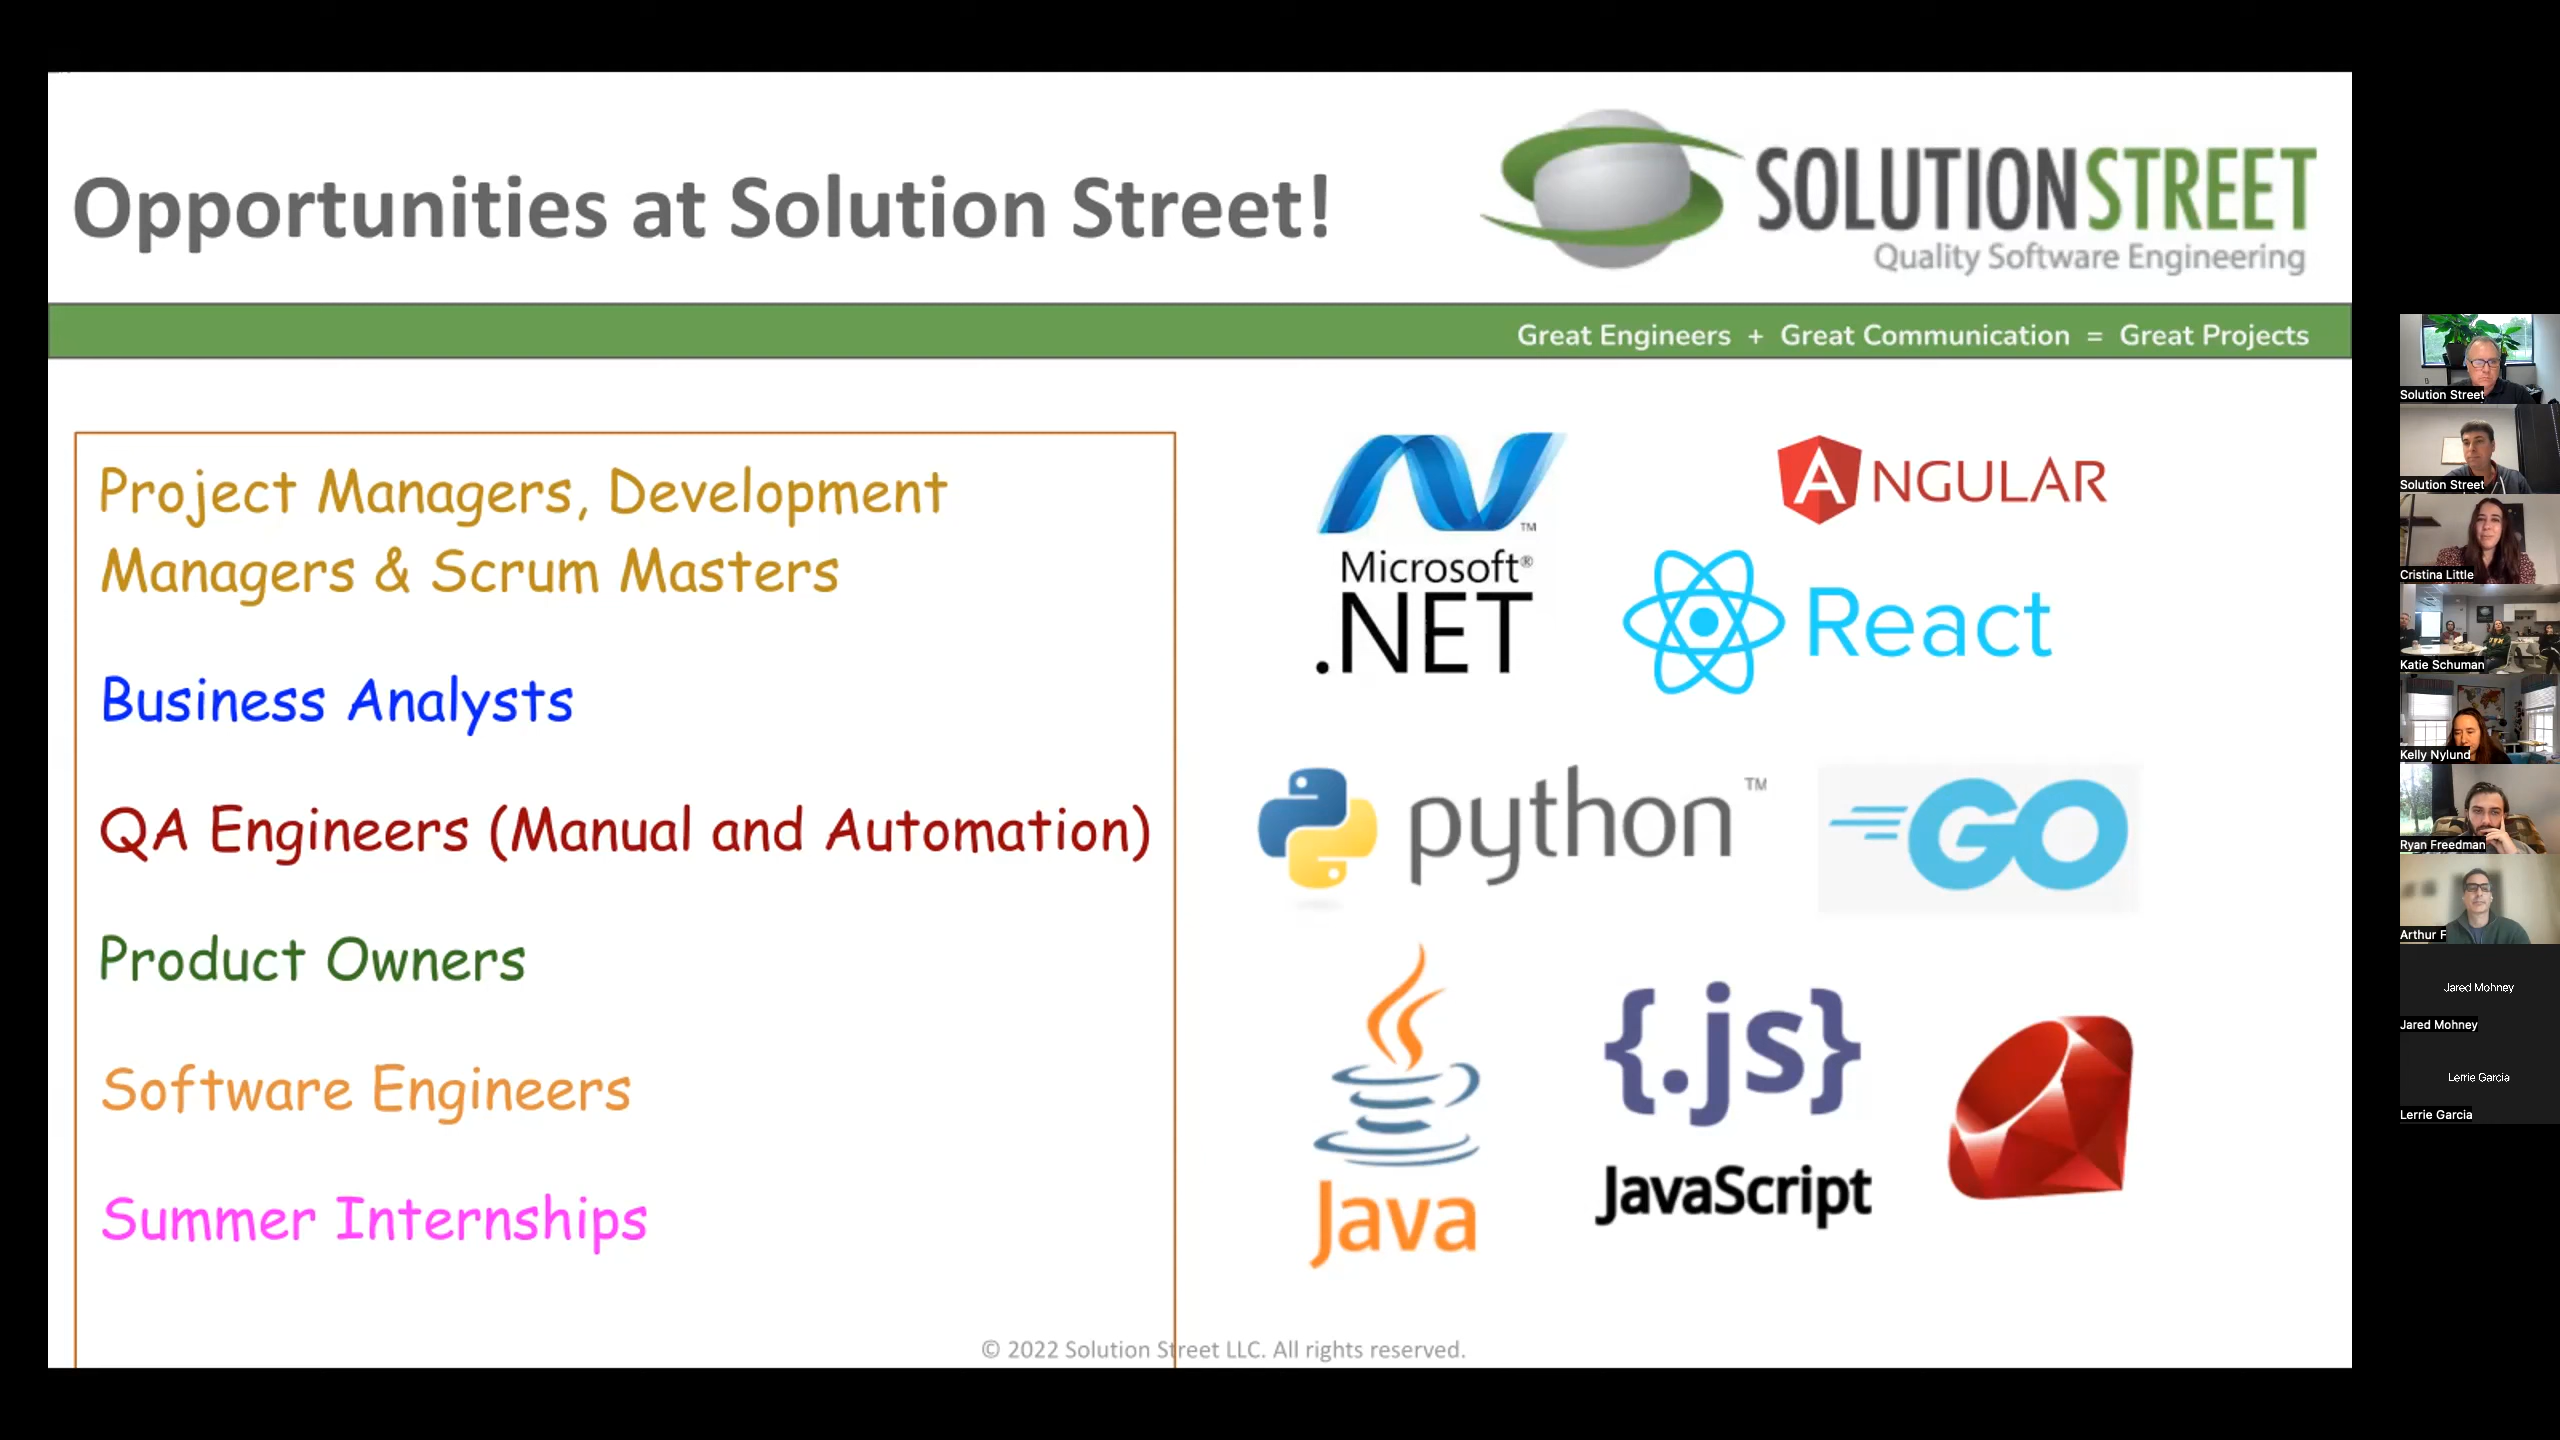 Opportunities at Solution Street!
SOLUTIONSTREET
Quality Software Engineering
Great Engineers + Great Communication = Great Projects
Project Managers, Development
Managers & Scrum Masters
Business Analysts
QA Engineers (Manual and Automation)
Product Owners
Software Engineers
Summer Internships
TM
Microsoft®
.NET
ANGULAR
React
python TM
GO
Java
{.js}
JavaScript
© 2022 Solution Street LLC. All rights reserved.
Solution Street
Solution Street
Cristina Little
Katie Schuman
Kelly Nylund
Ryan Freedman
Arthur F
Jared Mohney
Jared Mohney
Lerrie Garcia
Lerrie Garcia